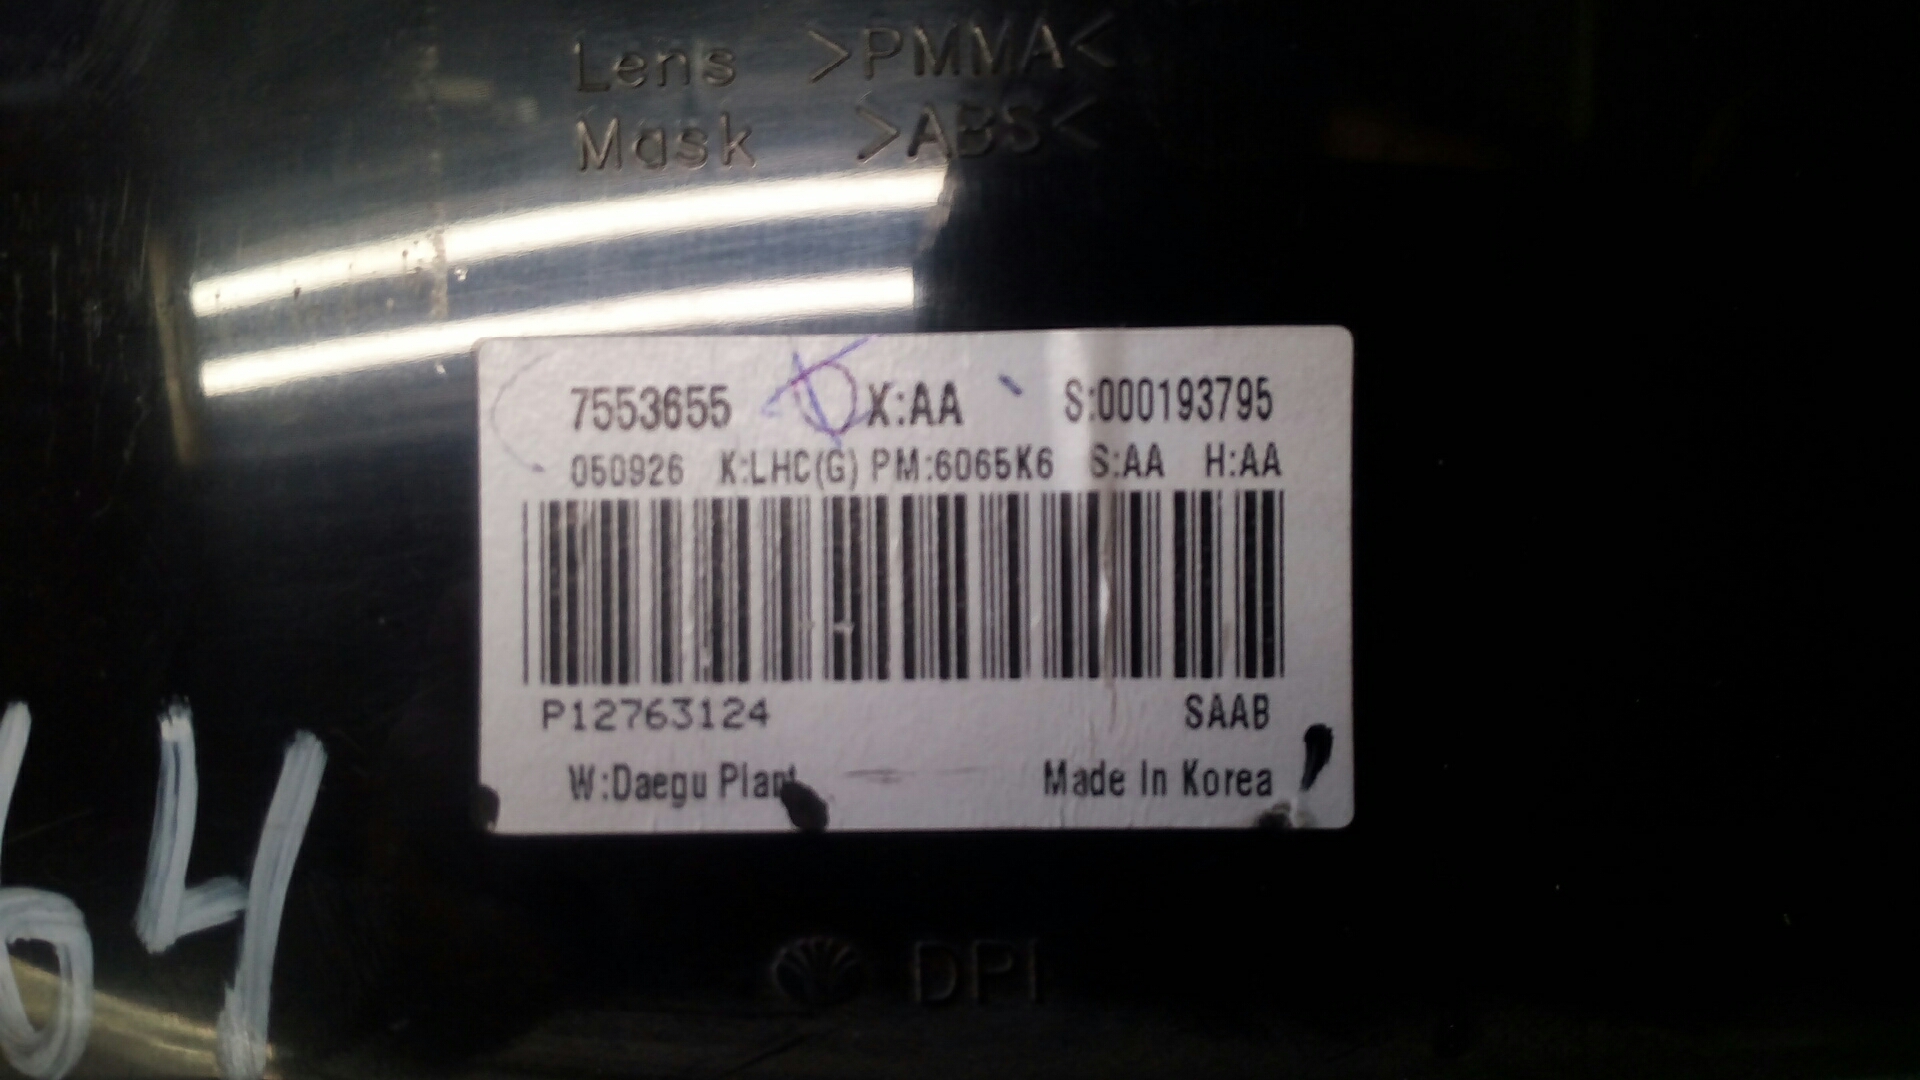 Lens >PMMA<
Mask >ABS<
7553655 X:AA S:000193795
050926 K:LHC(G) PM:6065K6 S:AA H:AA
P12763124 SAAB
W:Daegu Plant Made In Korea
64
DPI